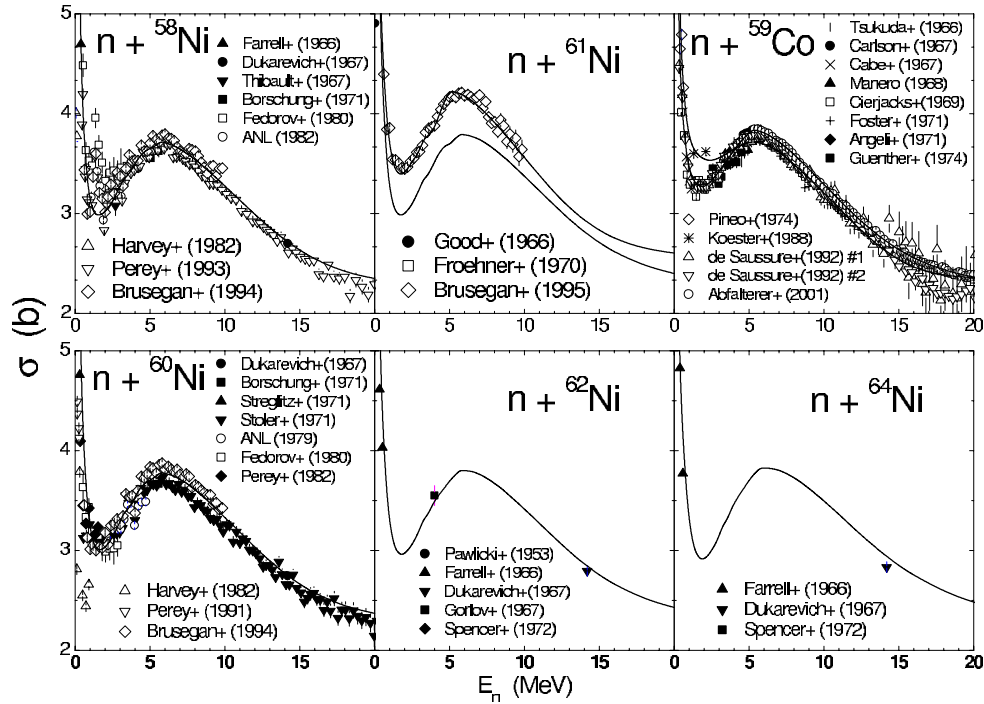 (b)
5
4
3
2
n + 58Ni
Farrell+ (1966)
Dukarevich+(1967)
Thibault+ (1967)
Borschung+ (1971)
Fedorov+ (1980)
ANL (1982)
Harvey+ (1982)
Perey+ (1993)
Brusegan+ (1994)
0 5 10 15
n + 61Ni
Good+ (1966)
Froehner+ (1970)
Brusegan+ (1995)
0 5 10 15
n + 59Co
Tsukuda+ (1966)
Carlson+ (1967)
Cabe+ (1967)
Manero (1968)
Cierjacks+(1969)
Foster+ (1971)
Angeli+ (1971)
Guenther+ (1974)
Pineo+(1974)
Koester+(1988)
de Saussure+(1992) #1
de Saussure+(1992) #2
Abfalterer+ (2001)
0 5 10 15 20
σ (b)
5
4
3
2
n + 60Ni
Dukarevich+(1967)
Borschung+ (1971)
Streglitz+ (1971)
Stoler+ (1971)
ANL (1979)
Fedorov+ (1980)
Perey+ (1982)
Harvey+ (1982)
Perey+ (1991)
Brusegan+ (1994)
0 5 10 15
n + 62Ni
Pawlicki+ (1953)
Farrell+ (1966)
Dukarevich+(1967)
Gorlov+ (1967)
Spencer+ (1972)
0 5 10 15
n + 64Ni
Farrell+ (1966)
Dukarevich+ (1967)
Spencer+ (1972)
0 5 10 15 20
En (MeV)